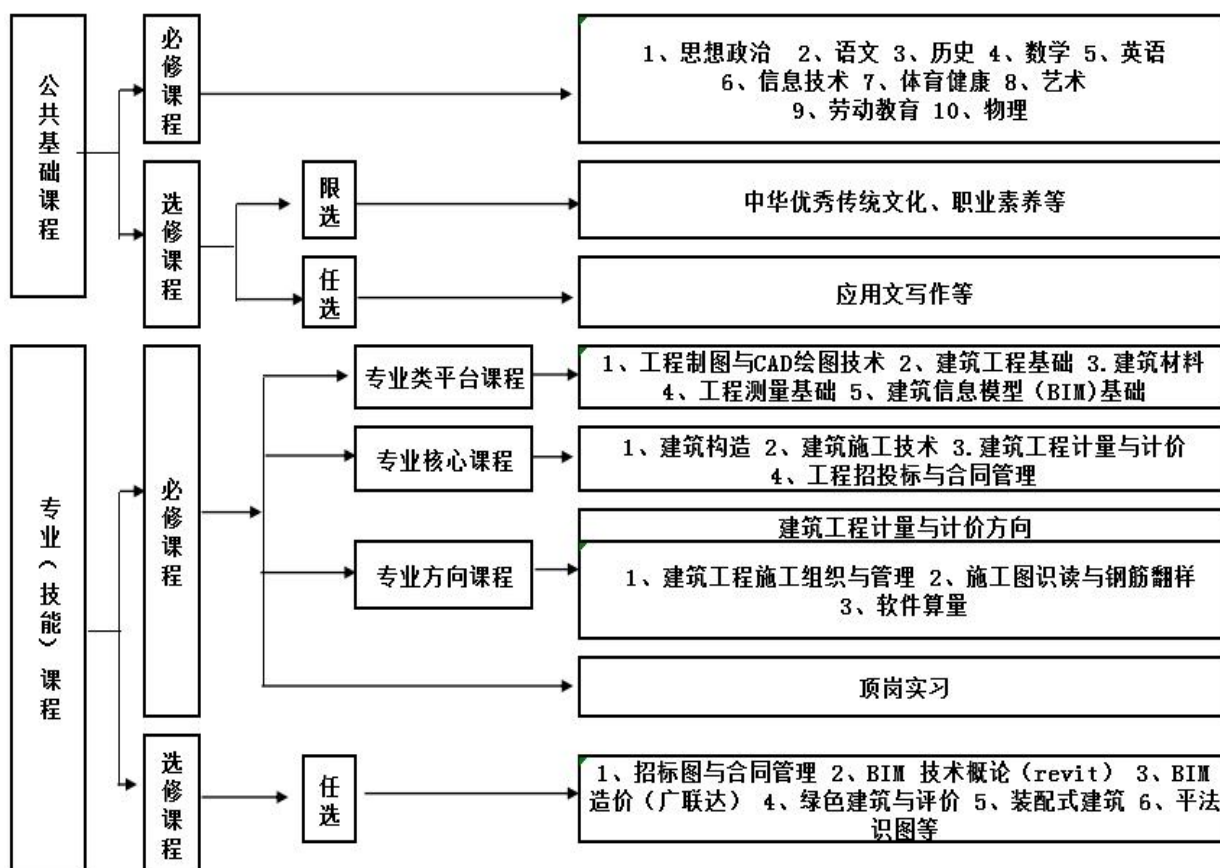 公共基础课程
必修课程
1、思想政治 2、语文 3、历史 4、数学 5、英语
6、信息技术 7、体育健康 8、艺术
9、劳动教育 10、物理
选修课程
限选
中华优秀传统文化、职业素养等
任选
应用文写作等
专业（技能）课程
必修课程
专业类平台课程
1、工程制图与CAD绘图技术 2、建筑工程基础 3.建筑材料
4、工程测量基础 5、建筑信息模型（BIM)基础
专业核心课程
1、建筑构造 2、建筑施工技术 3.建筑工程计量与计价
4、工程招投标与合同管理
专业方向课程
建筑工程计量与计价方向
1、建筑工程施工组织与管理 2、施工图识读与钢筋翻样
3、软件算量
顶岗实习
选修课程
任选
1、招标图与合同管理 2、BIM 技术概论（revit） 3、BIM
造价（广联达） 4、绿色建筑与评价 5、装配式建筑 6、平法
识图等